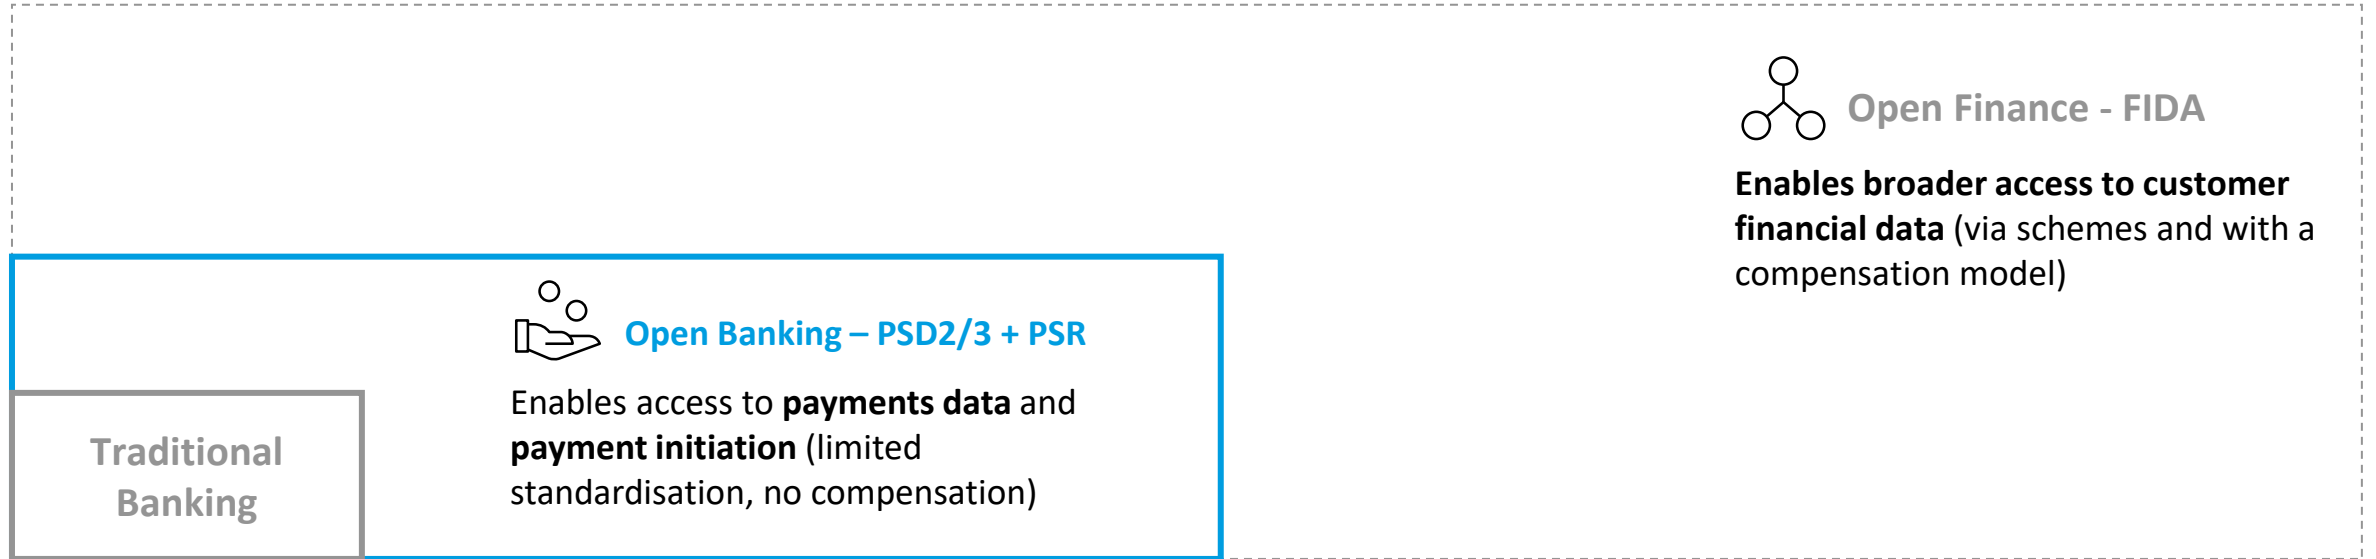 Open Finance - FIDA
Enables broader access to customer
financial data (via schemes and with a
compensation model)
Open Banking – PSD2/3 + PSR
Enables access to payments data and
payment initiation (limited
standardisation, no compensation)
Traditional
Banking